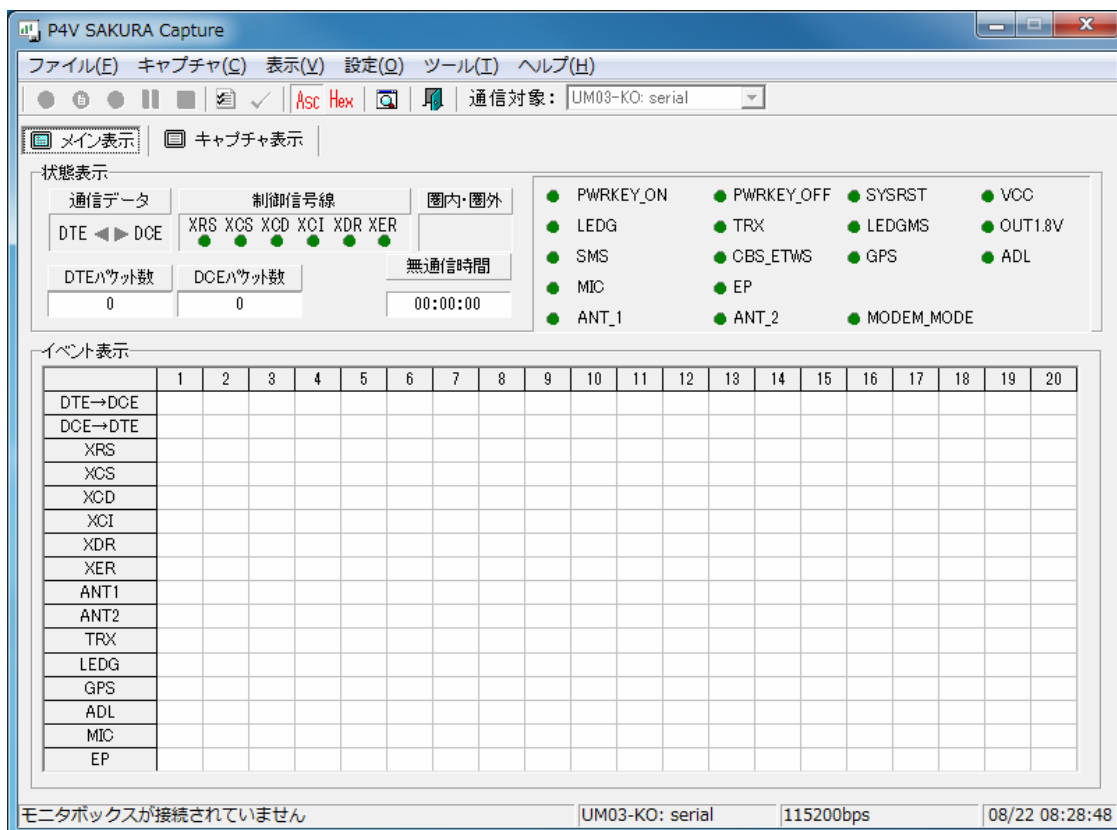 P4V SAKURA Capture
ファイル(F) キャプチャ(C) 表示(V) 設定(O) ツール(T) ヘルプ(H)
Asc Hex 通信対象: UM03-KO: serial
メイン表示 キャプチャ表示
状態表示
通信データ 制御信号線 圏内・圏外
DTE DCE XRS XCS XCD XCI XDR XER
無通信時間
DTEパケット数 DCEパケット数
0 0 00:00:00
PWRKEY_ON PWRKEY_OFF SYSRST VCC
LEDG TRX LEDGMS OUT1.8V
SMS CBS_ETWS GPS ADL
MIC EP
ANT_1 ANT_2 MODEM_MODE
イベント表示
1 2 3 4 5 6 7 8 9 10 11 12 13 14 15 16 17 18 19 20
DTE→DCE
DCE→DTE
XRS
XCS
XCD
XCI
XDR
XER
ANT1
ANT2
TRX
LEDG
GPS
ADL
MIC
EP
モニタボックスが接続されていません UM03-KO: serial 115200bps 08/22 08:28:48